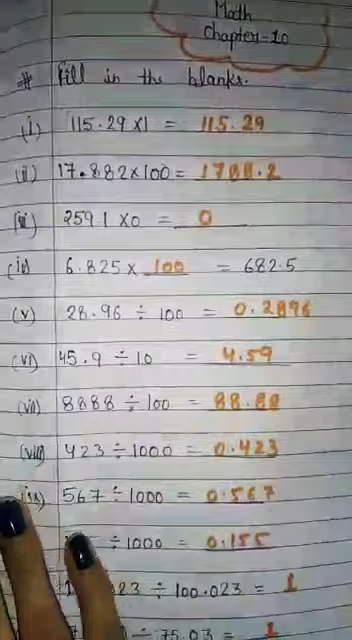 Math
Chapter-10
# Fill in the blanks.
(i) 115.29 x 1 = 115.29
(ii) 17.882 x 100 = 1788.2
(iii) 259.1 x 0 = 0
(iv) 6.825 x 100 = 682.5
(v) 28.96 ÷ 100 = 0.2896
(vi) 45.9 ÷ 10 = 4.59
(vii) 8888 ÷ 100 = 88.88
(viii) 423 ÷ 1000 = 0.423
(ix) 567 ÷ 1000 = 0.567
÷ 1000 = 0.155
23 ÷ 100.023 = 1
÷ 75.03 = 1